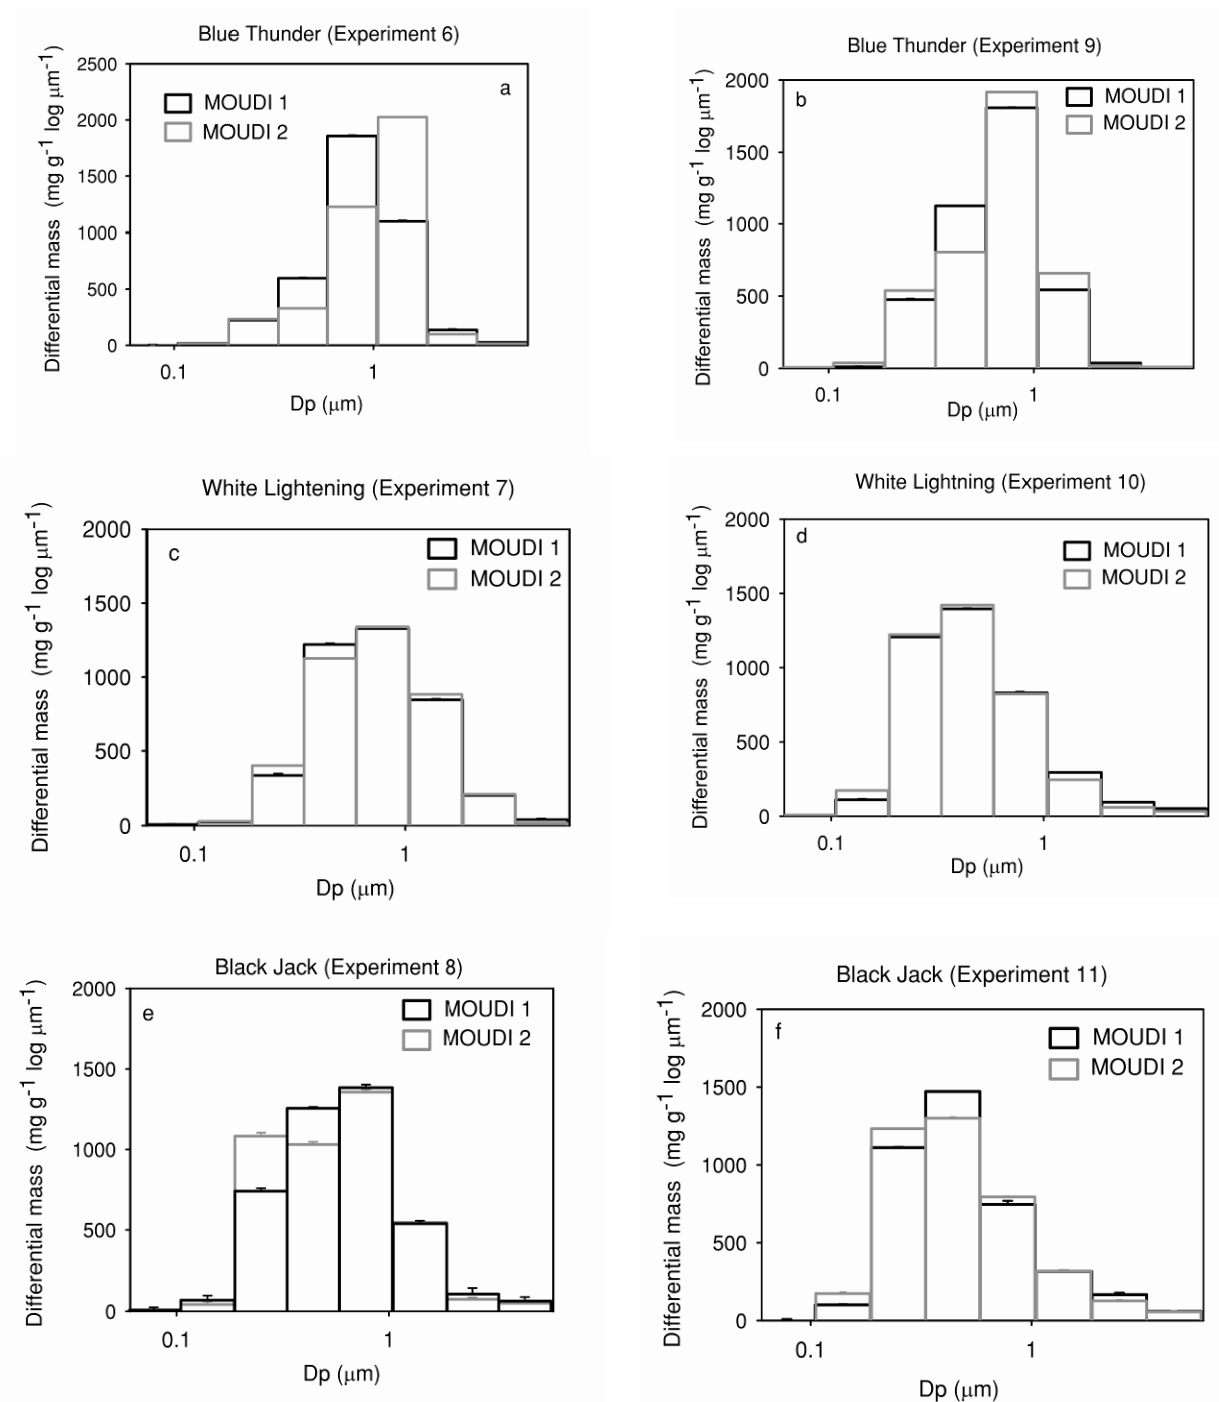 Blue Thunder (Experiment 6)
Differential mass (mg g-1 log μm-1)
2500
2000
1500
1000
500
0
a
MOUDI 1
MOUDI 2
0.1 1
Dp (μm)
Blue Thunder (Experiment 9)
Differential mass (mg g-1 log μm-1)
2000
1500
1000
500
0
b
MOUDI 1
MOUDI 2
0.1 1
Dp (μm)
White Lightening (Experiment 7)
Differential mass (mg g-1 log μm-1)
2000
1500
1000
500
0
c
MOUDI 1
MOUDI 2
0.1 1
Dp (μm)
White Lightning (Experiment 10)
Differential mass (mg g-1 log μm-1)
2000
1500
1000
500
0
d
MOUDI 1
MOUDI 2
0.1 1
Dp (μm)
Black Jack (Experiment 8)
Differential mass (mg g-1 log μm-1)
2000
1500
1000
500
0
e
MOUDI 1
MOUDI 2
0.1 1
Dp (μm)
Black Jack (Experiment 11)
Differential mass (mg g-1 log μm-1)
2000
1500
1000
500
0
f
MOUDI 1
MOUDI 2
0.1 1
Dp (μm)